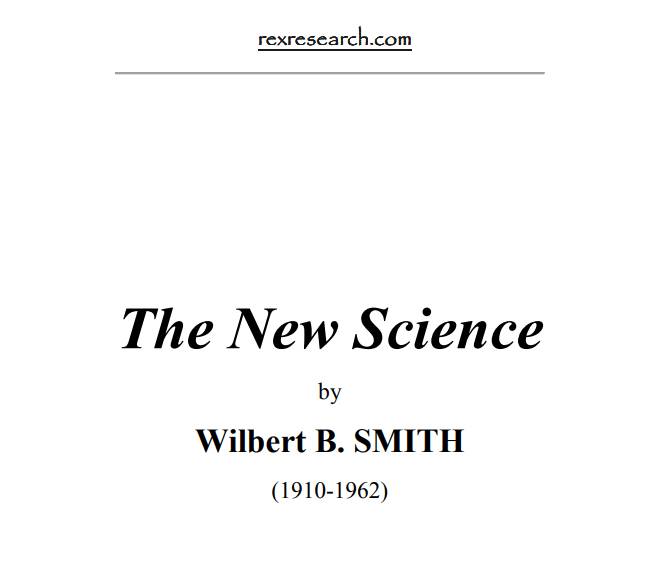 rexresearch.com
The New Science
by
Wilbert B. SMITH
(1910-1962)